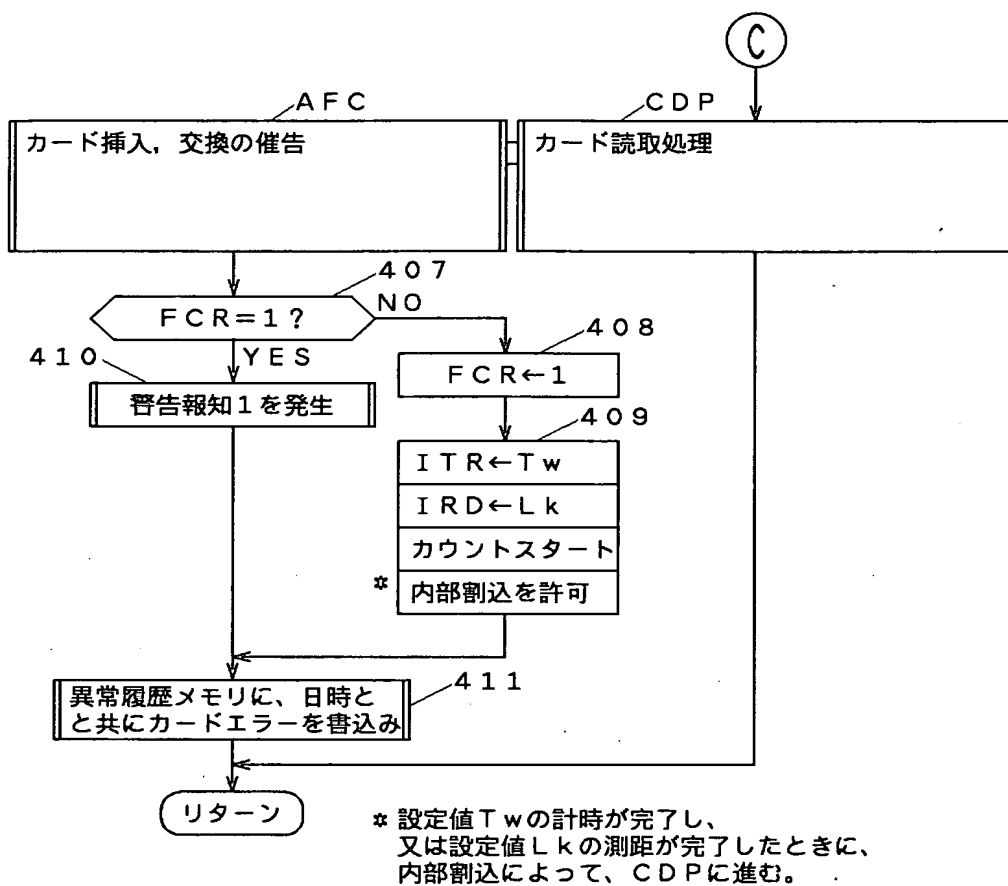 C
AFC
CDP
カード挿入，交換の催告
カード読取処理
407
FCR=1?
NO
408
410
YES
FCR←1
警告報知1を発生
409
ITR←Tw
IRD←Lk
カウントスタート
✡ 内部割込を許可
411
異常履歴メモリに、日時と
と共にカードエラーを書込み
リターン
✡ 設定値Twの計時が完了し、
又は設定値Lkの測距が完了したときに、
内部割込によって、CDPに進む。